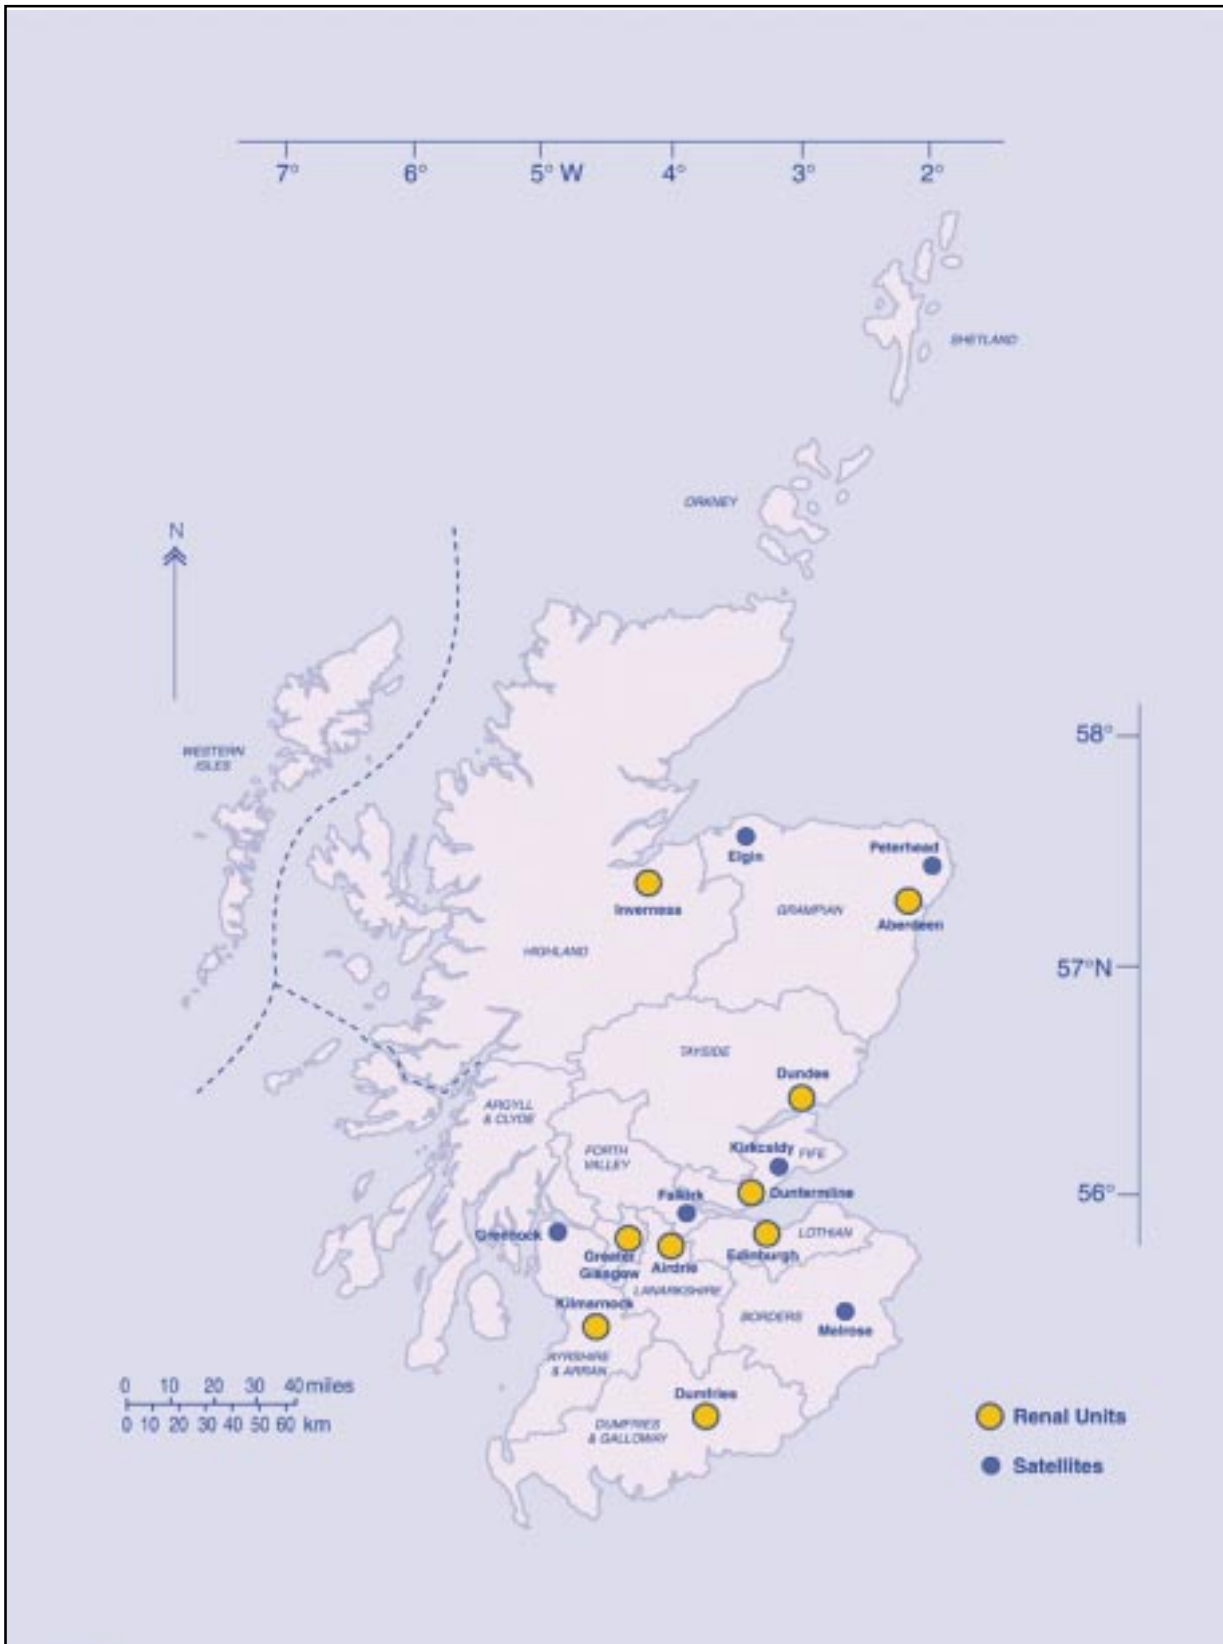 7° 6° 5° W 4° 3° 2°
SHETLAND
ORKNEY
N
WESTERN
ISLES
58°
Elgin
Peterhead
Inverness
GRAMPIAN
Aberdeen
HIGHLAND
57°N
TAYSIDE
Dundee
ARGYLL
& CLYDE
Kirkcaldy
FIFE
FORTH
VALLEY
56°
Dunfermline
Falkirk
Greenock
LOTHIAN
Greater
Glasgow
Airdrie
Edinburgh
LANARKSHIRE
Kilmarnock
BORDERS
Melrose
AYRSHIRE
& ARRAN
0 10 20 30 40 miles
0 10 20 30 40 50 60 km
Dumfries
DUMFRIES
& GALLOWAY
Renal Units
Satellites